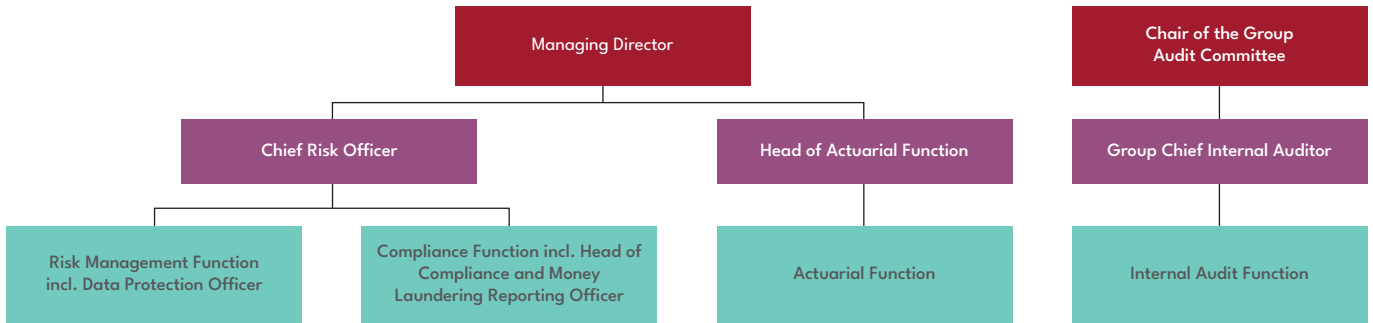 Managing Director
Chair of the Group
Audit Committee
Chief Risk Officer
Head of Actuarial Function
Group Chief Internal Auditor
Risk Management Function
incl. Data Protection Officer
Compliance Function incl. Head of
Compliance and Money
Laundering Reporting Officer
Actuarial Function
Internal Audit Function